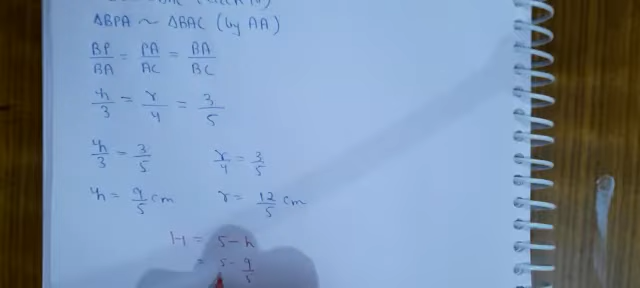 ΔBPA ~ ΔBAC (by AA)
BP/BA = PA/AC = BA/BC
h/3 = r/4 = 3/5
h/3 = 3/5 r/4 = 3/5
h = 9/5 cm r = 12/5 cm
H = 5 - h
= 5 - 9/5